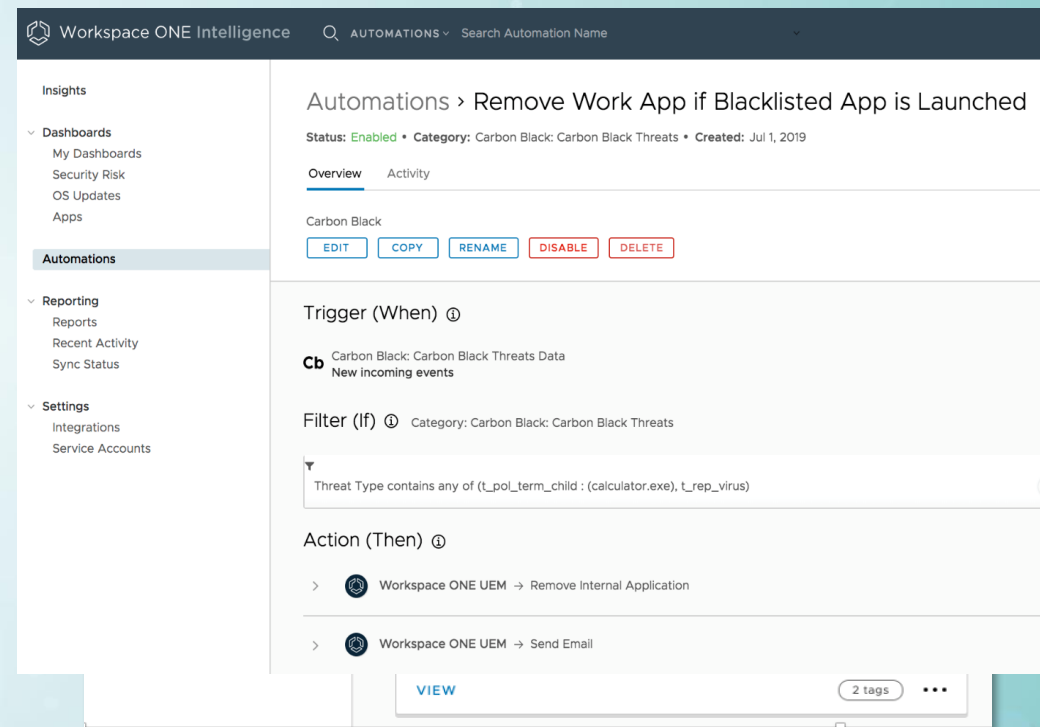 Workspace ONE Intelligence
AUTOMATIONS
Search Automation Name
Insights
Dashboards
My Dashboards
Security Risk
OS Updates
Apps
Automations
Reporting
Reports
Recent Activity
Sync Status
Settings
Integrations
Service Accounts
Automations › Remove Work App if Blacklisted App is Launched
Status: Enabled • Category: Carbon Black: Carbon Black Threats • Created: Jul 1, 2019
Overview Activity
Carbon Black
EDIT COPY RENAME DISABLE DELETE
Trigger (When)
Cb
Carbon Black: Carbon Black Threats Data
New incoming events
Filter (If) Category: Carbon Black: Carbon Black Threats
Threat Type contains any of (t_pol_term_child : (calculator.exe), t_rep_virus)
Action (Then)
Workspace ONE UEM → Remove Internal Application
Workspace ONE UEM → Send Email
VIEW 2 tags •••